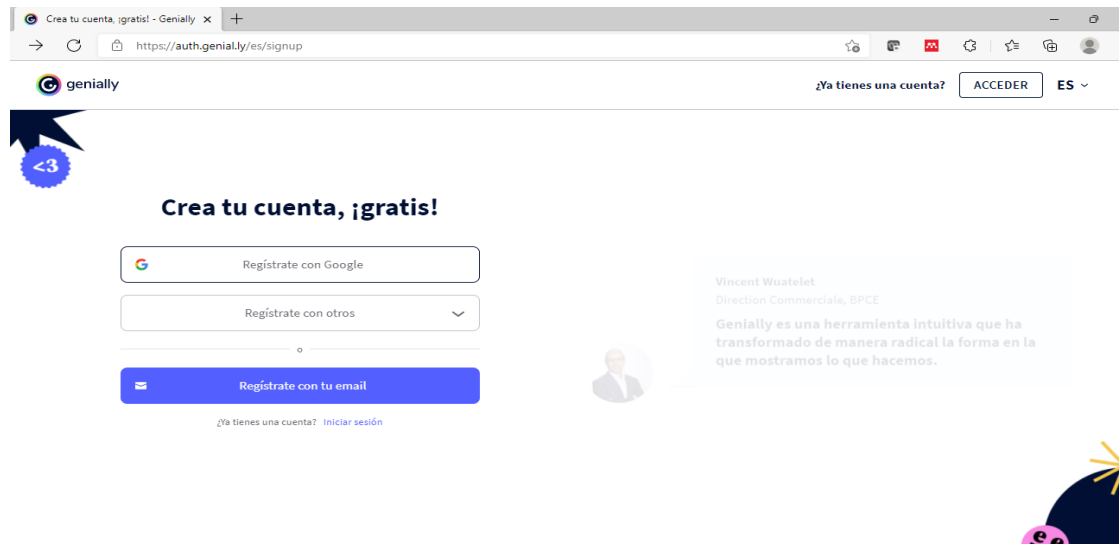 Crea tu cuenta, ¡gratis! - Genially
https://auth.genial.ly/es/signup
genially
¿Ya tienes una cuenta?
ACCEDER
ES
<3
Crea tu cuenta, ¡gratis!
Regístrate con Google
Regístrate con otros
o
Regístrate con tu email
¿Ya tienes una cuenta? Iniciar sesión
Vincent Wuatelet
Direction Commerciale, BPCE
Genially es una herramienta intuitiva que ha
transformado de manera radical la forma en la
que mostramos lo que hacemos.